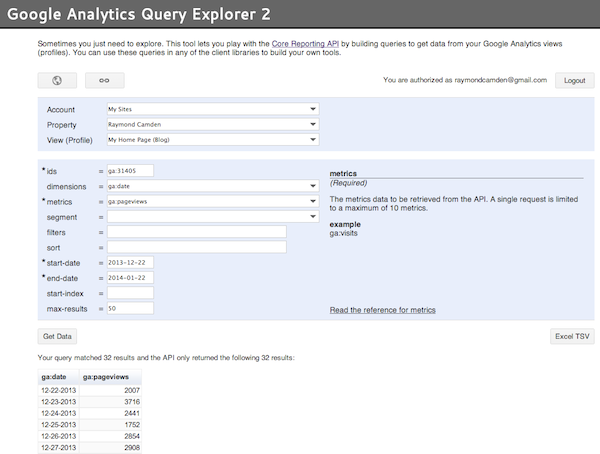 Google Analytics Query Explorer 2
Sometimes you just need to explore. This tool lets you play with the Core Reporting API by building queries to get data from your Google Analytics views
(profiles). You can use these queries in any of the client libraries to build your own tools.
You are authorized as raymondcamden@gmail.com Logout
Account My Sites
Property Raymond Camden
View (Profile) My Home Page (Blog)
* ids = ga:31405
dimensions = ga:date
* metrics = ga:pageviews
segment =
filters =
sort =
* start-date = 2013-12-22
* end-date = 2014-01-22
start-index =
max-results = 50
metrics
(Required)
The metrics data to be retrieved from the API. A single request is limited
to a maximum of 10 metrics.
example
ga:visits
Read the reference for metrics
Get Data Excel TSV
Your query matched 32 results and the API only returned the following 32 results:
ga:date ga:pageviews
12-22-2013 2007
12-23-2013 3716
12-24-2013 2441
12-25-2013 1752
12-26-2013 2854
12-27-2013 2908